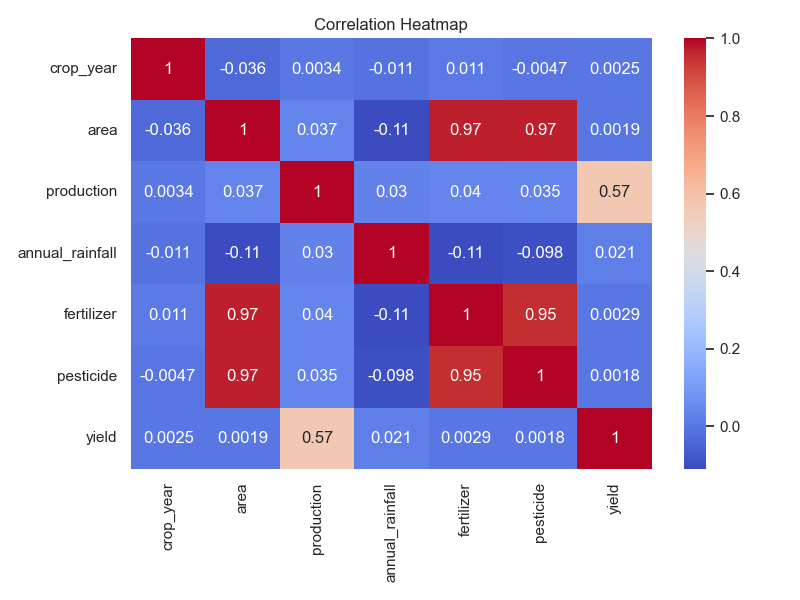 Correlation Heatmap
crop_year 1 -0.036 0.0034 -0.011 0.011 -0.0047 0.0025
area -0.036 1 0.037 -0.11 0.97 0.97 0.0019
production 0.0034 0.037 1 0.03 0.04 0.035 0.57
annual_rainfall -0.011 -0.11 0.03 1 -0.11 -0.098 0.021
fertilizer 0.011 0.97 0.04 -0.11 1 0.95 0.0029
pesticide -0.0047 0.97 0.035 -0.098 0.95 1 0.0018
yield 0.0025 0.0019 0.57 0.021 0.0029 0.0018 1
crop_year area production annual_rainfall fertilizer pesticide yield
1.0
0.8
0.6
0.4
0.2
0.0